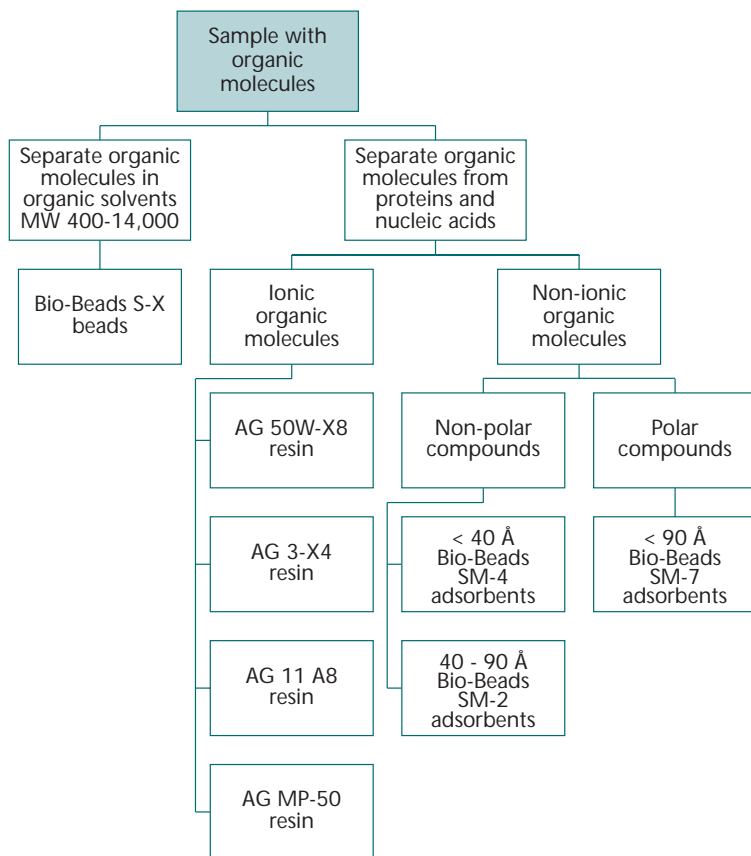 Sample with
organic
molecules
Separate organic
molecules in
organic solvents
MW 400-14,000
Separate organic
molecules from
proteins and
nucleic acids
Bio-Beads S-X
beads
Ionic
organic
molecules
Non-ionic
organic
molecules
AG 50W-X8
resin
Non-polar
compounds
Polar
compounds
AG 3-X4
resin
< 40 Å
Bio-Beads
SM-4
adsorbents
< 90 Å
Bio-Beads
SM-7
adsorbents
AG 11 A8
resin
40 - 90 Å
Bio-Beads
SM-2
adsorbents
AG MP-50
resin